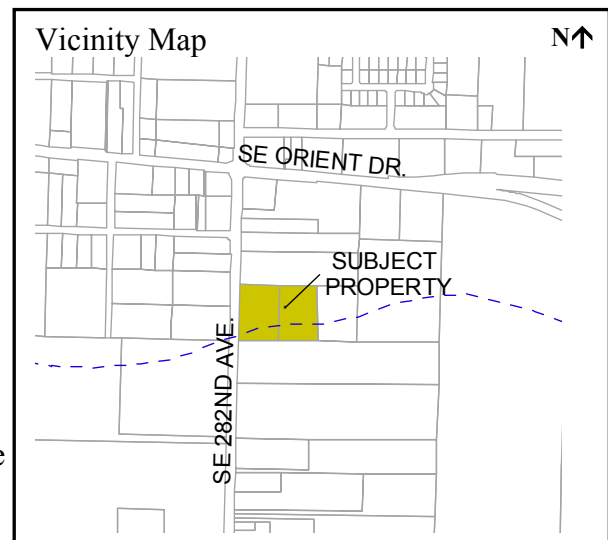 Vicinity Map
N↑
SE ORIENT DR.
SUBJECT
PROPERTY
SE 282ND AVE.
e